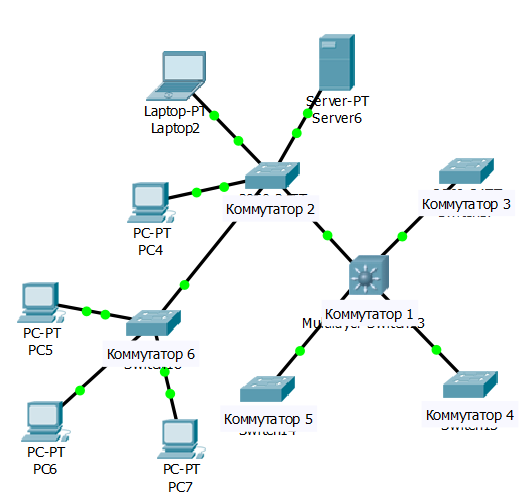 Laptop-PT
Laptop2
Server-PT
Server6
Коммутатор 2
Коммутатор 3
PC-PT
PC4
Коммутатор 1
PC-PT
PC5
Коммутатор 6
Коммутатор 5
Коммутатор 4
PC-PT
PC6
PC-PT
PC7